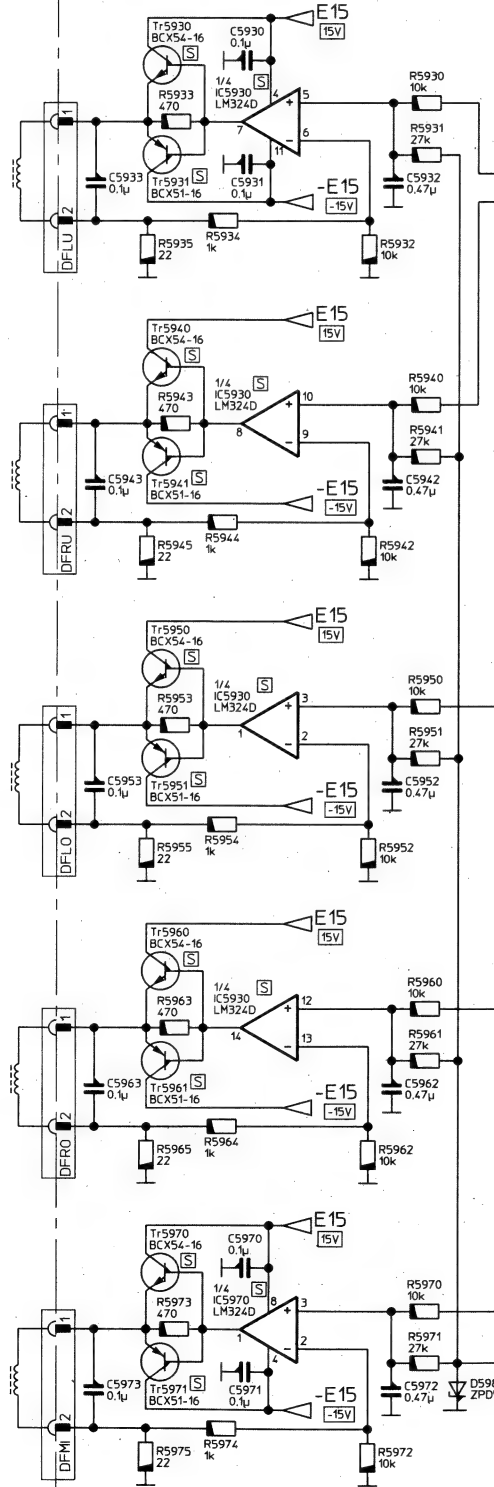 Tr5930
BCX54-16
S
C5930
0.1µ
E15
15V
1/4
IC5930
LM324D
S
R5933
470
4
5
7
6
11
+
-
R5930
10k
R5931
27k
1
C5933
0.1µ
Tr5931
BCX51-16
S
C5931
0.1µ
C5932
0.47µ
-E15
-15V
2
DFLU
R5935
22
R5934
1k
R5932
10k
Tr5940
BCX54-16
S
E15
15V
1/4
IC5930
LM324D
S
R5943
470
10
8
9
+
-
R5940
10k
R5941
27k
1
C5943
0.1µ
Tr5941
BCX51-16
S
C5942
0.47µ
-E15
-15V
2
DFRU
R5945
22
R5944
1k
R5942
10k
Tr5950
BCX54-16
S
E15
15V
1/4
IC5930
LM324D
S
R5953
470
3
1
2
+
-
R5950
10k
R5951
27k
1
C5953
0.1µ
Tr5951
BCX51-16
S
C5952
0.47µ
-E15
-15V
2
DFLO
R5955
22
R5954
1k
R5952
10k
Tr5960
BCX54-16
S
E15
15V
1/4
IC5930
LM324D
S
R5963
470
12
14
13
+
-
R5960
10k
R5961
27k
1
C5963
0.1µ
Tr5961
BCX51-16
S
C5962
0.47µ
-E15
-15V
2
DFRO
R5965
22
R5964
1k
R5962
10k
Tr5970
BCX54-16
S
C5970
0.1µ
E15
15V
1/4
IC5970
LM324D
S
R5973
470
8
3
1
2
4
+
-
R5970
10k
R5971
27k
1
C5973
0.1µ
Tr5971
BCX51-16
S
C5971
0.1µ
C5972
0.47µ
D598
ZPD
-E15
-15V
2
DFMI
R5975
22
R5974
1k
R5972
10k